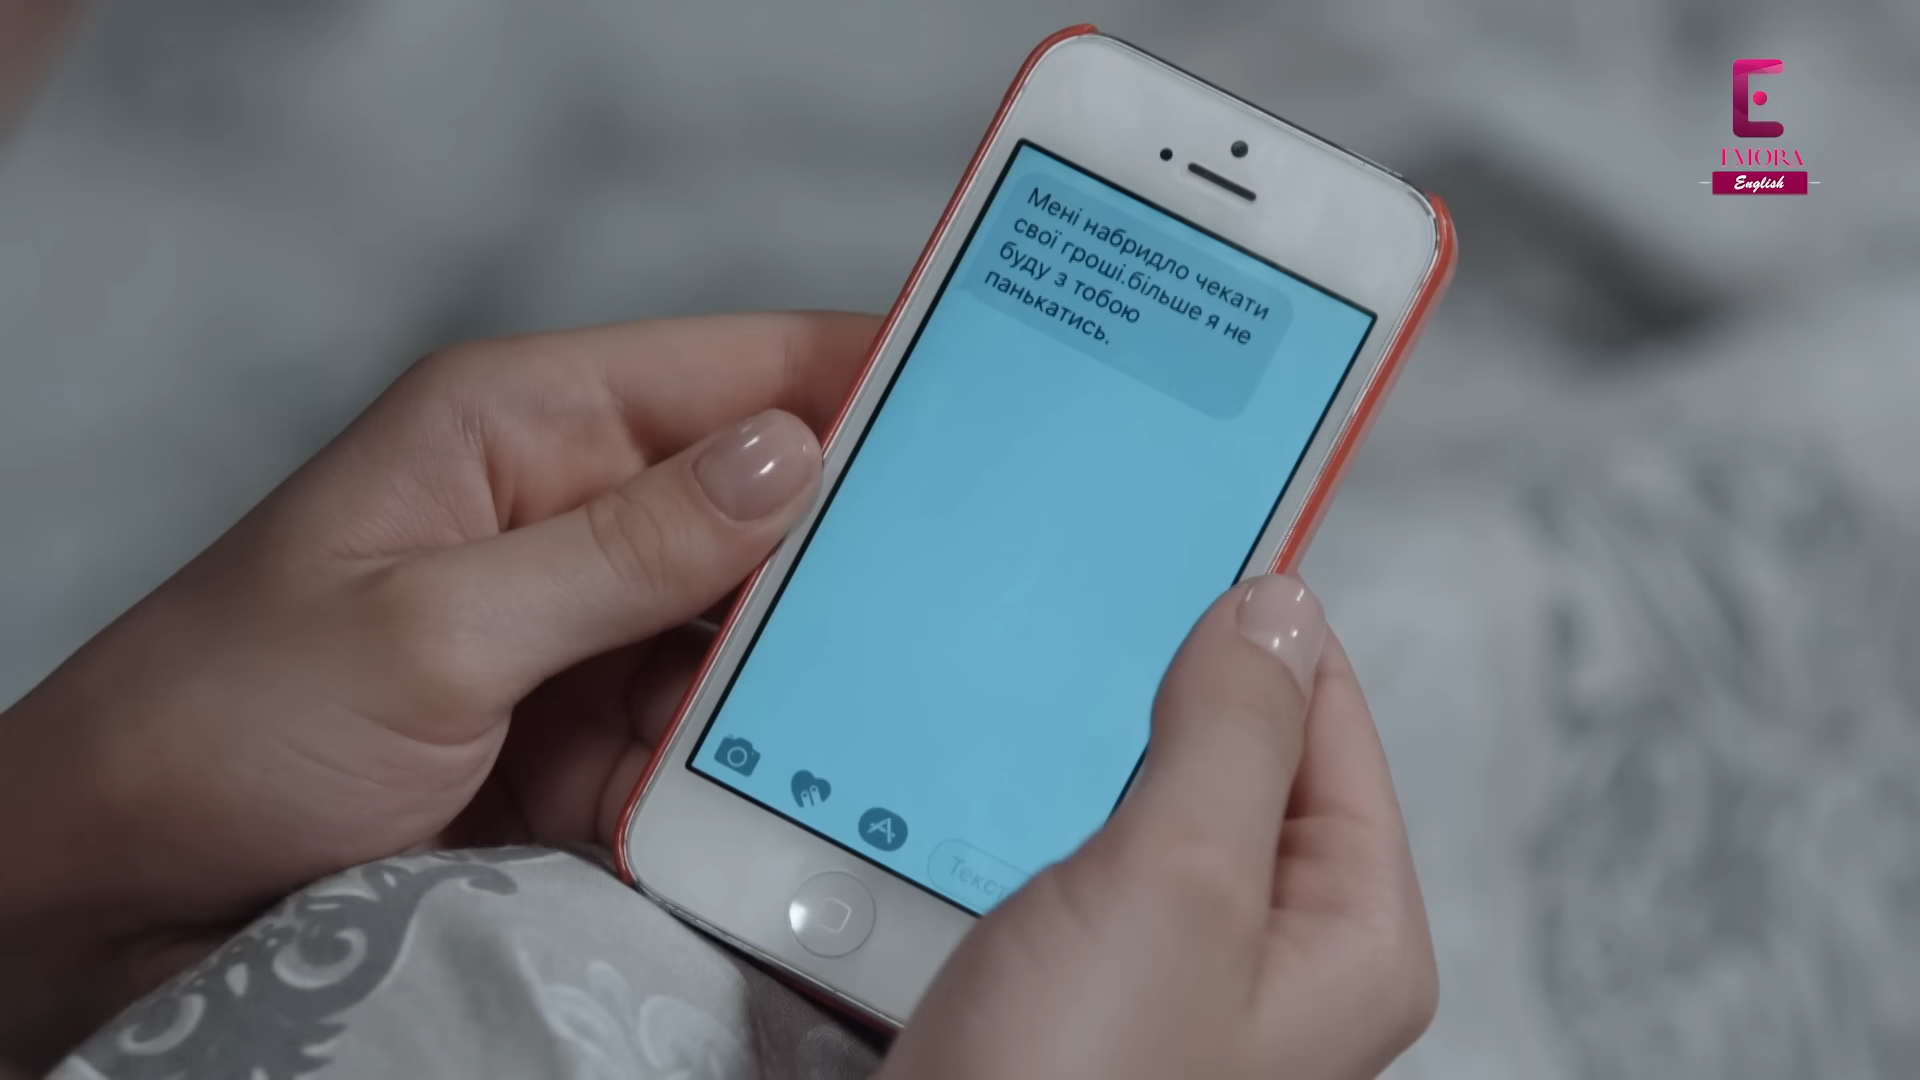 Мені набридло чекати
свої гроші.більше я не
буду з тобою
панькатись.
Текст
EMORA
English